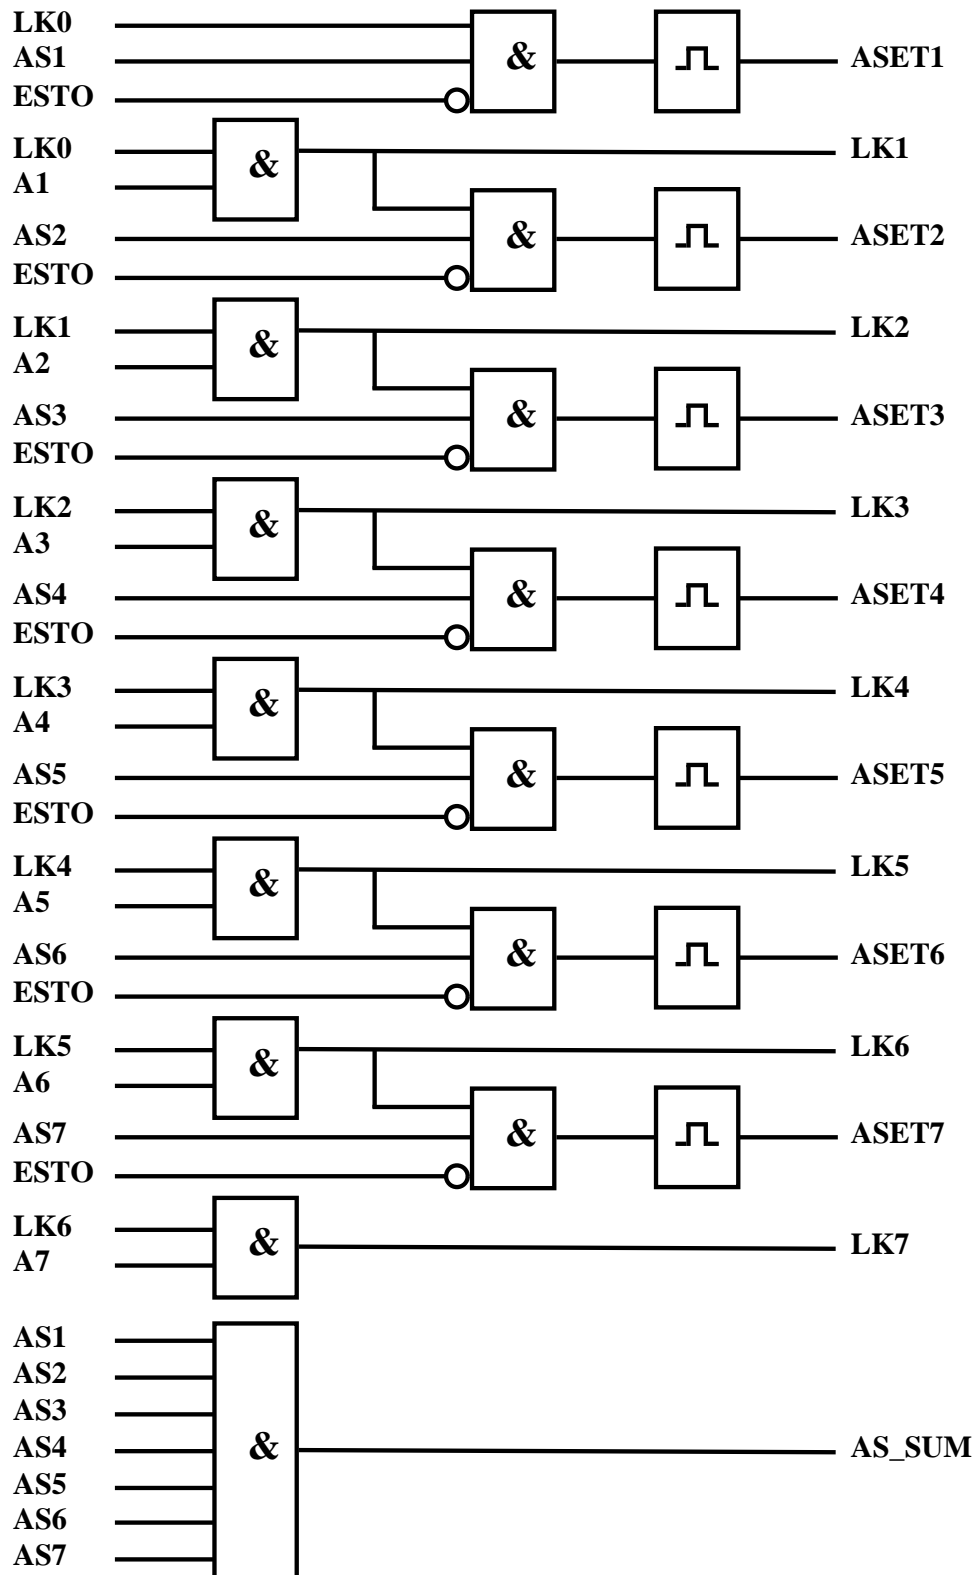 LK0
AS1 & ASET1
ESTO
LK0 & LK1
A1
AS2 & ASET2
ESTO
LK1 & LK2
A2
AS3 & ASET3
ESTO
LK2 & LK3
A3
AS4 & ASET4
ESTO
LK3 & LK4
A4
AS5 & ASET5
ESTO
LK4 & LK5
A5
AS6 & ASET6
ESTO
LK5 & LK6
A6
AS7 & ASET7
ESTO
LK6 & LK7
A7
AS1
AS2
AS3
AS4 & AS_SUM
AS5
AS6
AS7